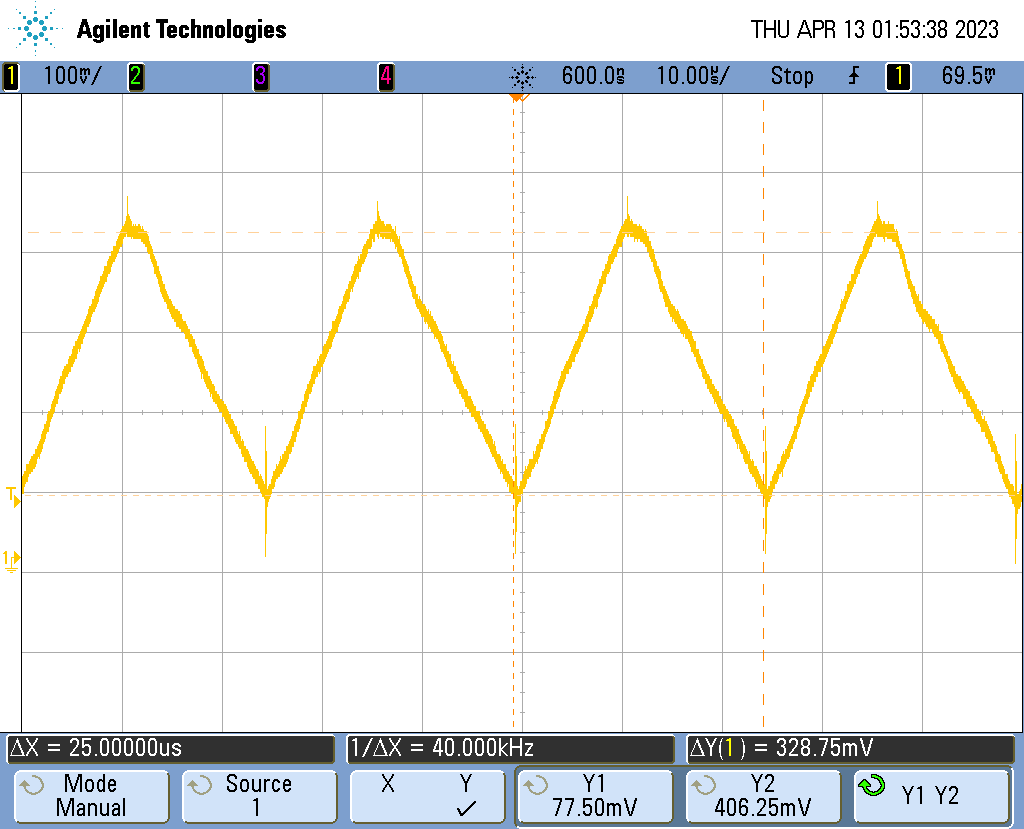 Agilent Technologies
THU APR 13 01:53:38 2023
1 100mV/ 2 3 4 600.0ns 10.00us/ Stop 1 69.5mV
T
1
ΔX = 25.00000us
1/ΔX = 40.000kHz
ΔY(1) = 328.75mV
Mode
Manual
Source
1
X Y
✓
Y1
77.50mV
Y2
406.25mV
Y1 Y2